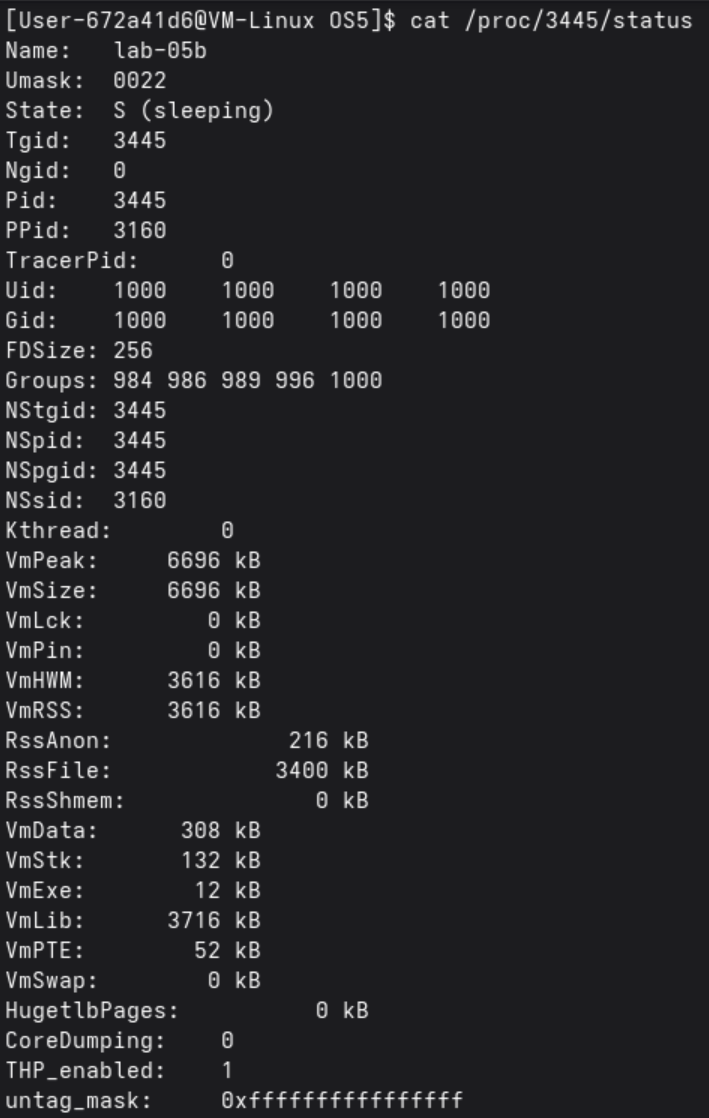 [User-672a41d6@VM-Linux OS5]$ cat /proc/3445/status
Name:   lab-05b
Umask:  0022
State:  S (sleeping)
Tgid:   3445
Ngid:   0
Pid:    3445
PPid:   3160
TracerPid:      0
Uid:    1000    1000    1000    1000
Gid:    1000    1000    1000    1000
FDSize: 256
Groups: 984 986 989 996 1000
NStgid: 3445
NSpid:  3445
NSpgid: 3445
NSsid:  3160
Kthread:        0
VmPeak:     6696 kB
VmSize:     6696 kB
VmLck:         0 kB
VmPin:         0 kB
VmHWM:      3616 kB
VmRSS:      3616 kB
RssAnon:             216 kB
RssFile:            3400 kB
RssShmem:              0 kB
VmData:      308 kB
VmStk:       132 kB
VmExe:        12 kB
VmLib:      3716 kB
VmPTE:        52 kB
VmSwap:        0 kB
HugetlbPages:          0 kB
CoreDumping:    0
THP_enabled:    1
untag_mask:     0xffffffffffffffff